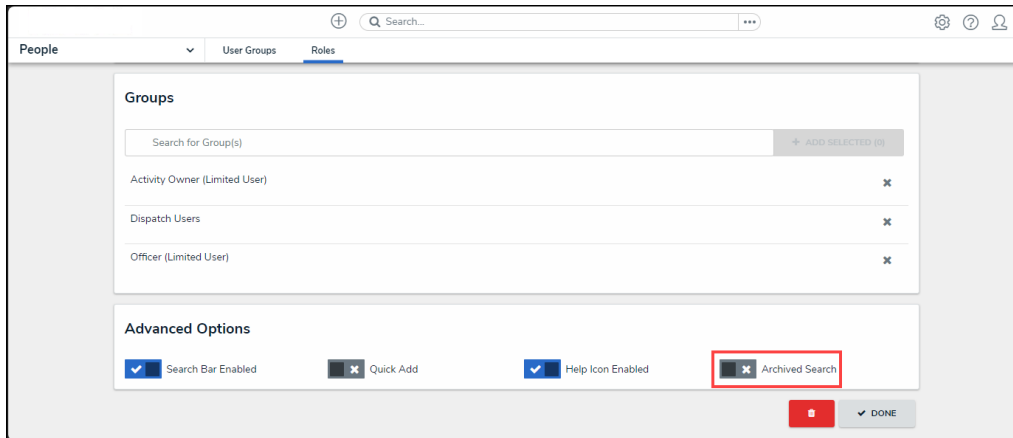 Search...
People
User Groups
Roles
Groups
Search for Group(s)
+ ADD SELECTED (0)
Activity Owner (Limited User)
Dispatch Users
Officer (Limited User)
Advanced Options
Search Bar Enabled
Quick Add
Help Icon Enabled
Archived Search
DONE